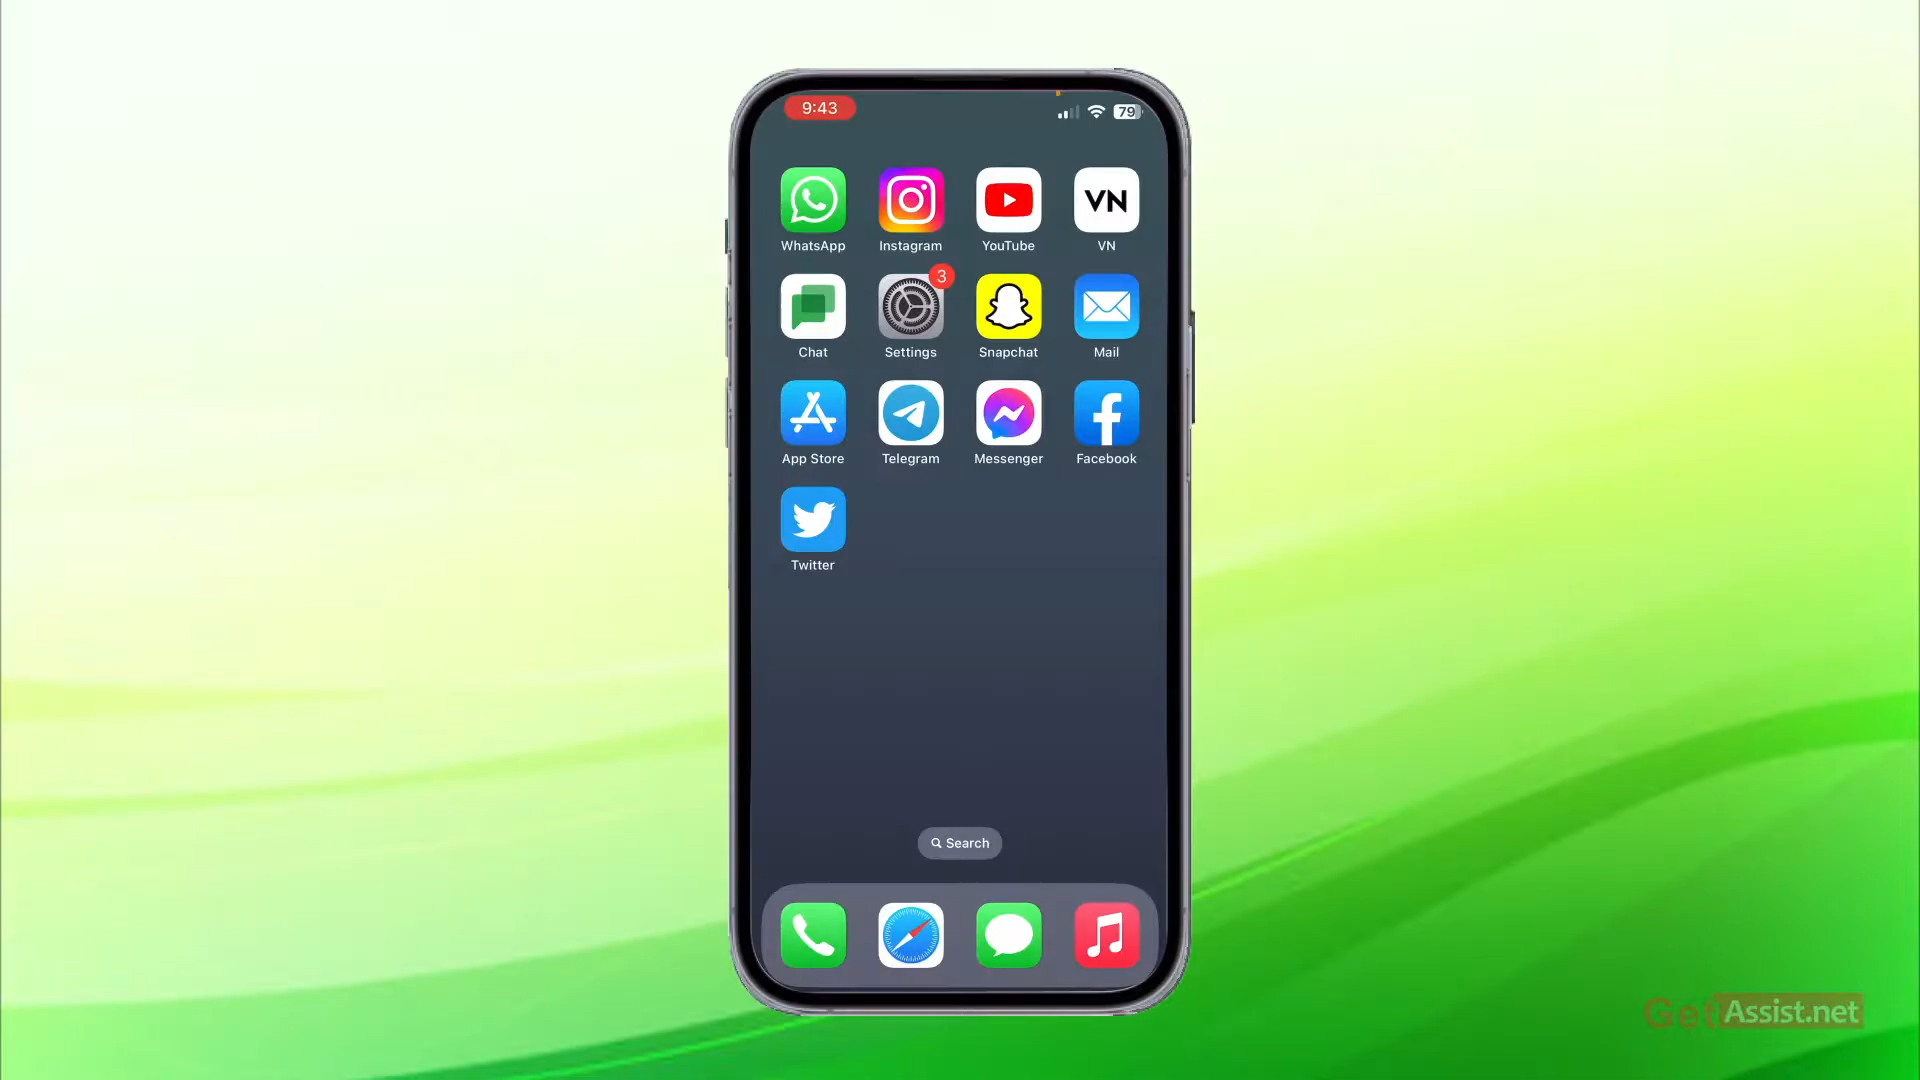 9:43
79
WhatsApp Instagram YouTube VN
VN
Chat Settings Snapchat Mail
3
App Store Telegram Messenger Facebook
Twitter
Search
GetAssist.net